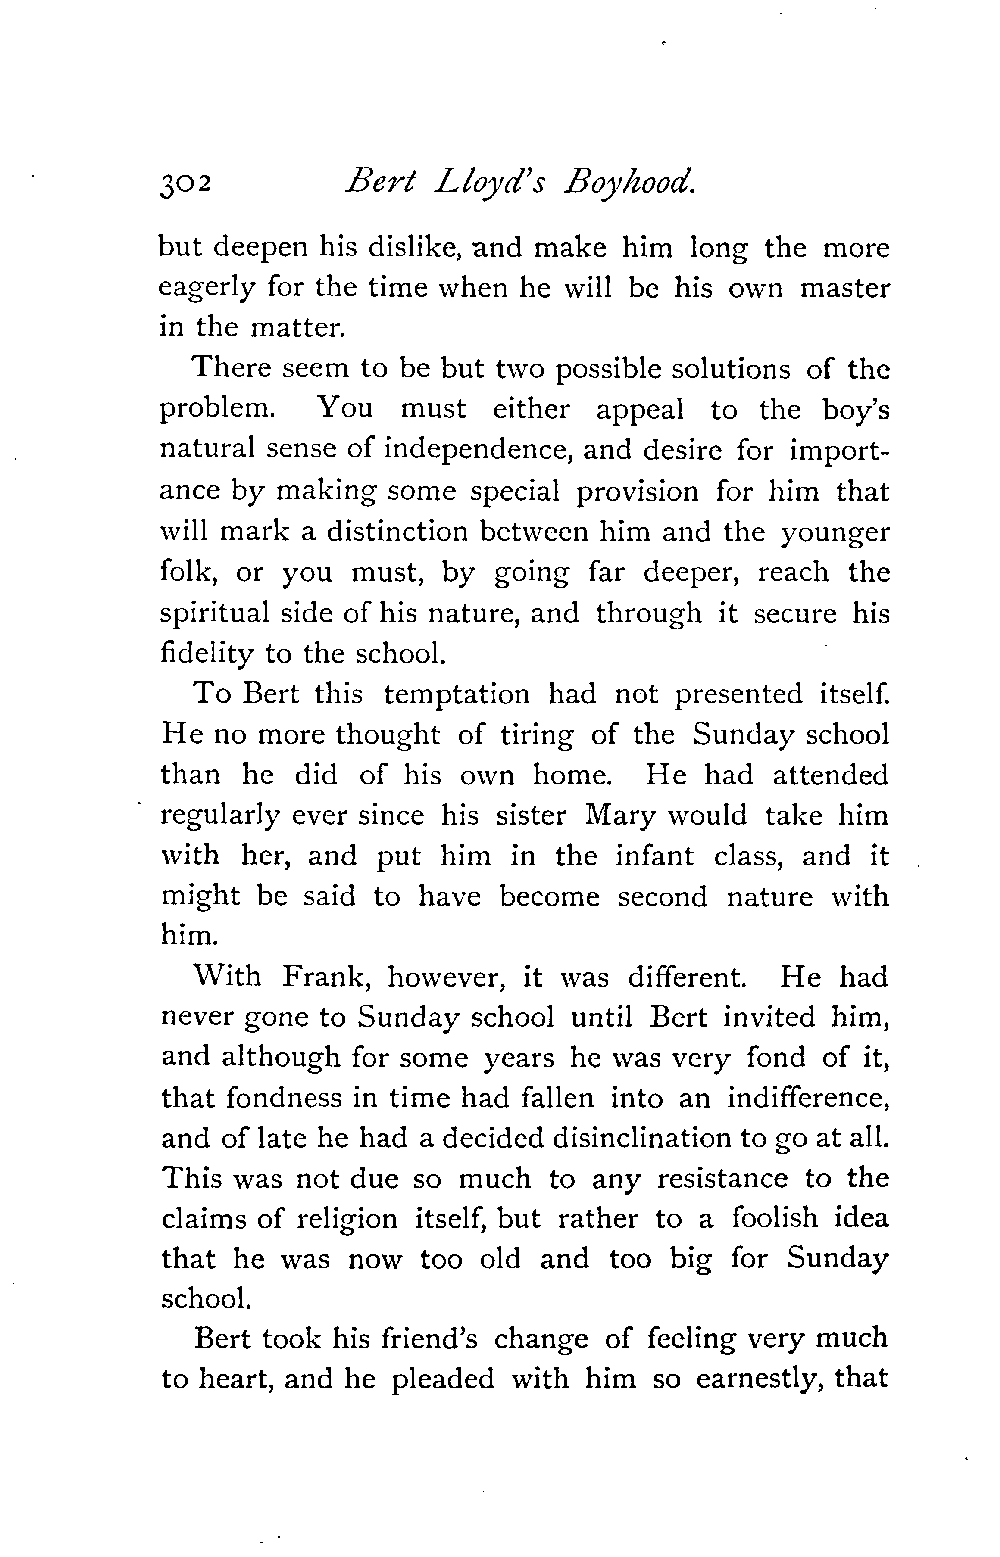 302 Bert Lloyd's Boyhood.
but deepen his dislike, and make him long the more
eagerly for the time when he will be his own master
in the matter.
There seem to be but two possible solutions of the
problem. You must either appeal to the boy's
natural sense of independence, and desire for import-
ance by making some special provision for him that
will mark a distinction between him and the younger
folk, or you must, by going far deeper, reach the
spiritual side of his nature, and through it secure his
fidelity to the school.
To Bert this temptation had not presented itself.
He no more thought of tiring of the Sunday school
than he did of his own home. He had attended
regularly ever since his sister Mary would take him
with her, and put him in the infant class, and it
might be said to have become second nature with
him.
With Frank, however, it was different. He had
never gone to Sunday school until Bert invited him,
and although for some years he was very fond of it,
that fondness in time had fallen into an indifference,
and of late he had a decided disinclination to go at all.
This was not due so much to any resistance to the
claims of religion itself, but rather to a foolish idea
that he was now too old and too big for Sunday
school.
Bert took his friend's change of feeling very much
to heart, and he pleaded with him so earnestly, that